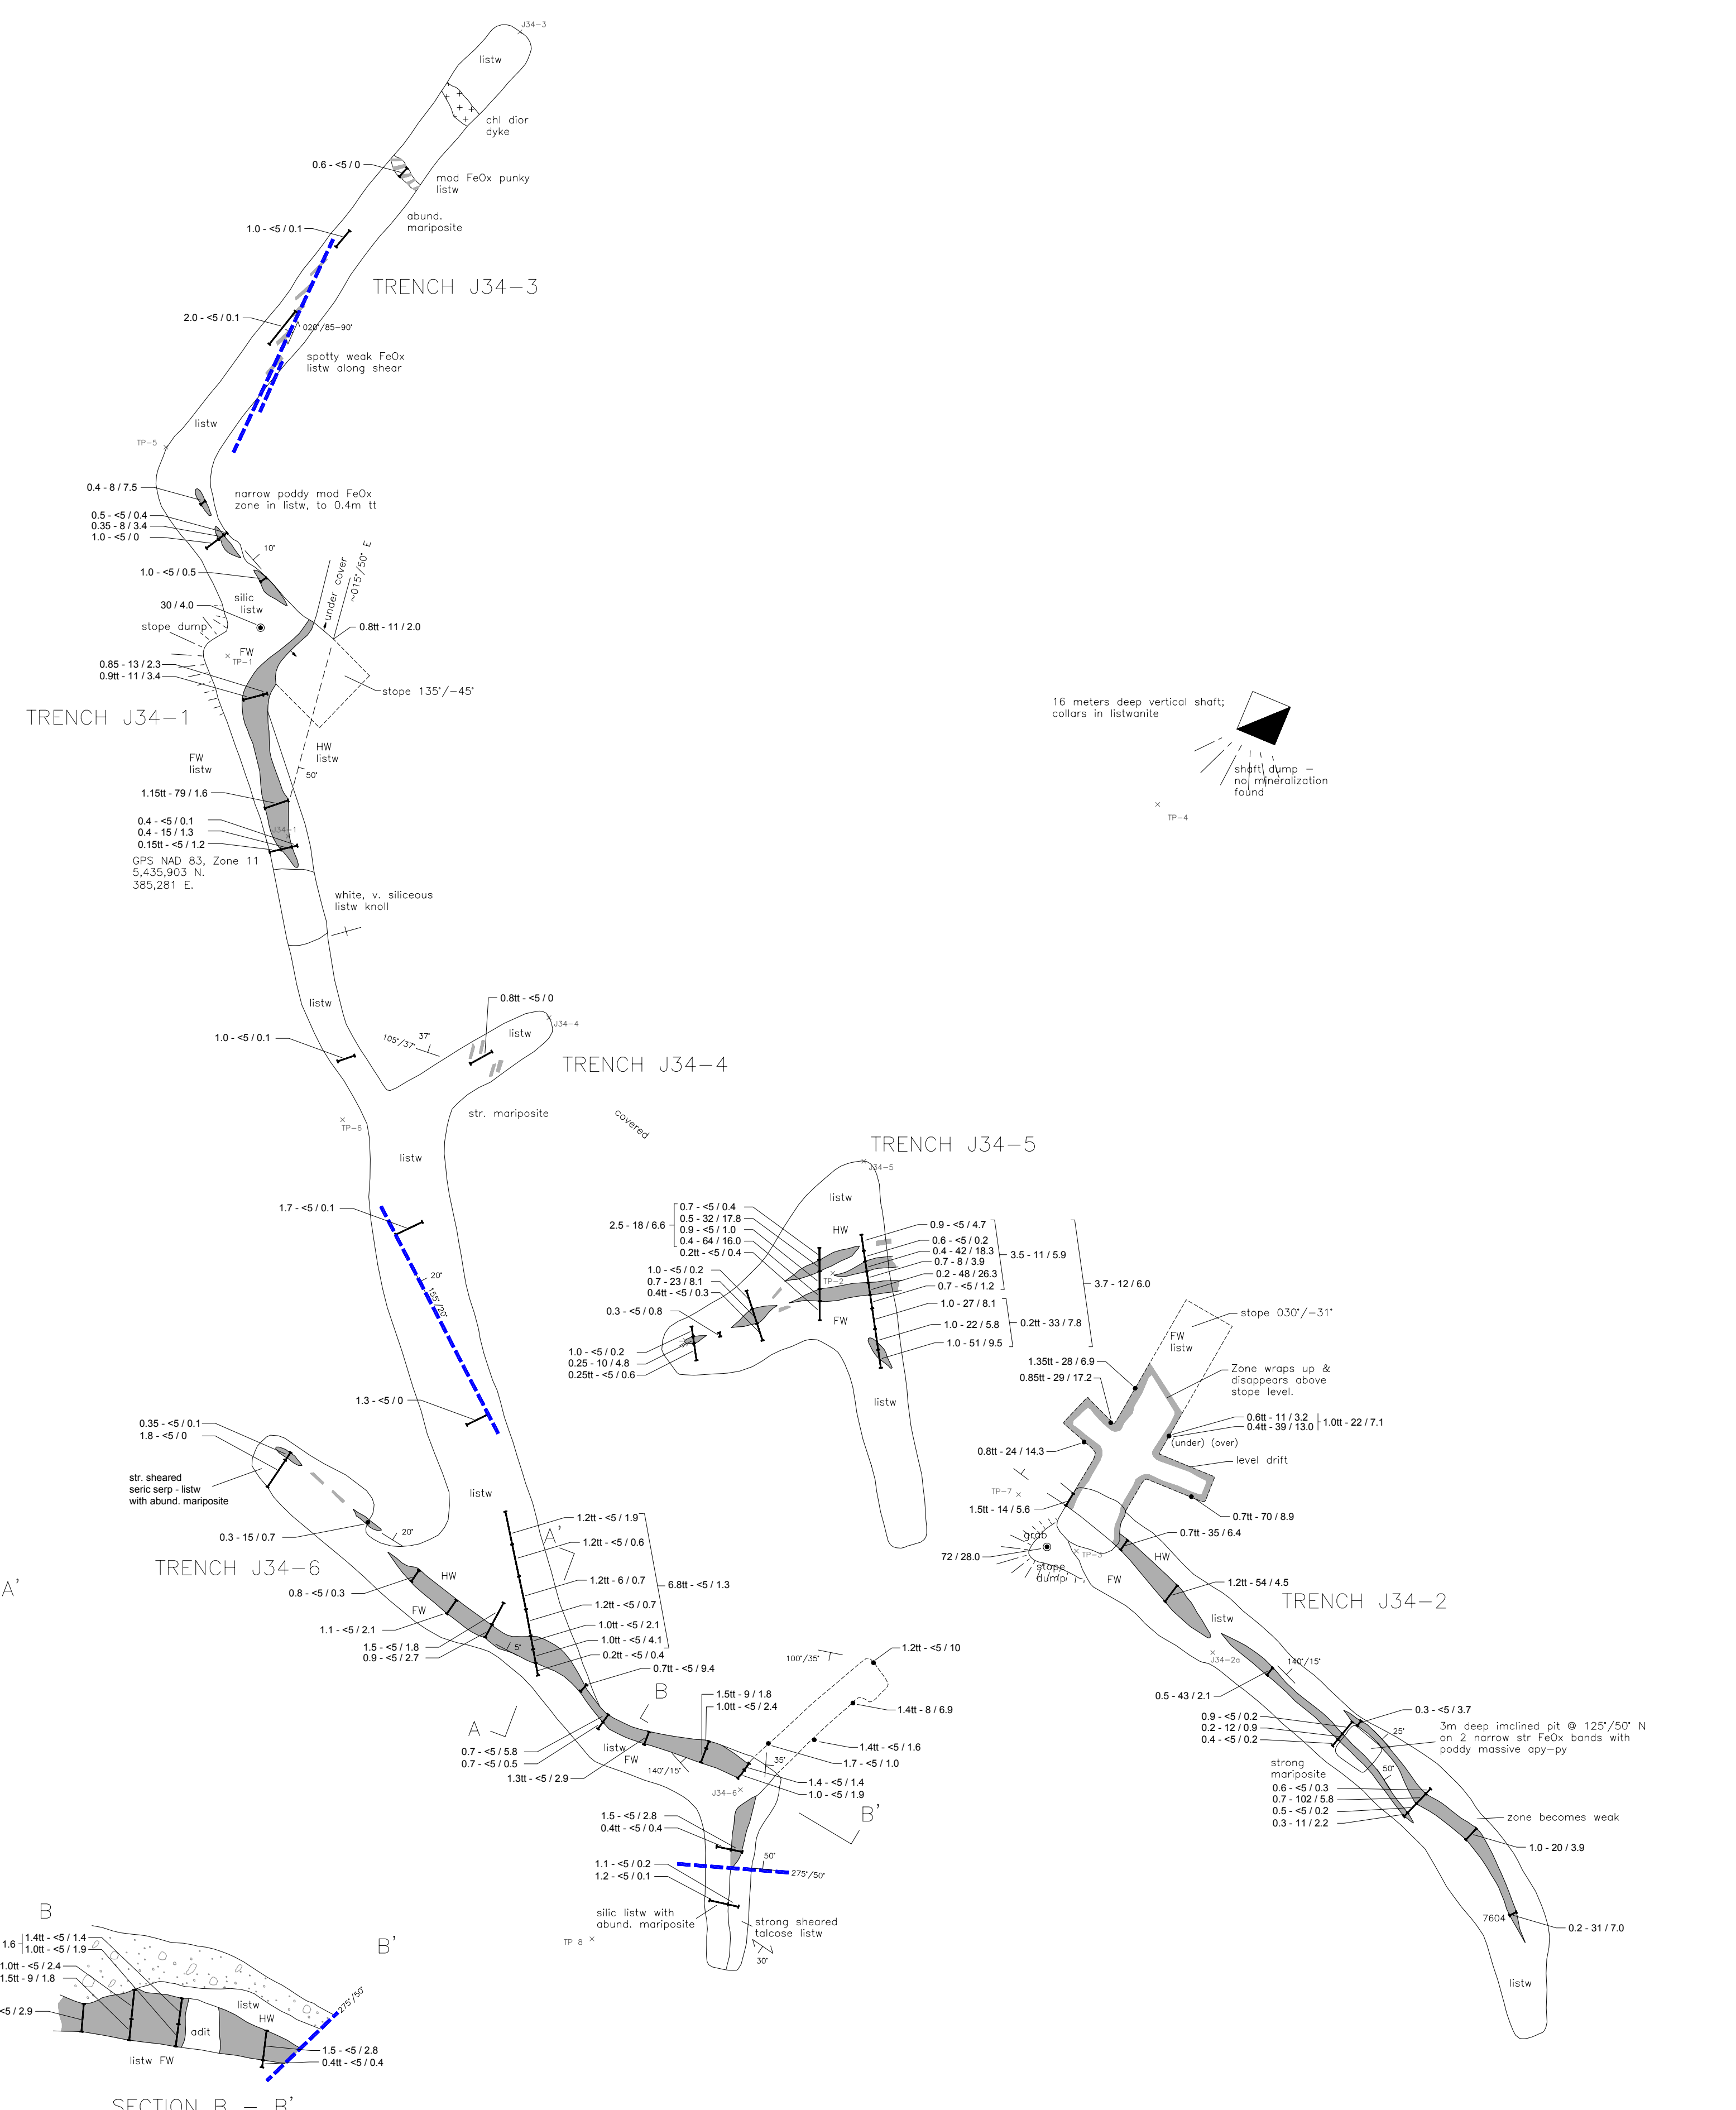 J34-3
listw
chl dior
dyke
0.6 - <5 / 0
mod FeOx punky
listw
abund.
mariposite
1.0 - <5 / 0.1
TRENCH J34-3
2.0 - <5 / 0.1
020°/85-90°
spotty weak FeOx
listw along shear
listw
TP-5
0.4 - 8 / 7.5
narrow poddy mod FeOx
zone in listw, to 0.4m tt
0.5 - <5 / 0.4
0.35 - 8 / 3.4
1.0 - <5 / 0
10°
under cover
~015°/50° E
1.0 - <5 / 0.5
silic
listw
30 / 4.0
stope dump
0.8tt - 11 / 2.0
FW
TP-1
0.85 - 13 / 2.3
0.9tt - 11 / 3.4
stope 135°/-45°
TRENCH J34-1
HW
listw
FW
listw
50°
1.15tt - 79 / 1.6
0.4 - <5 / 0.1
0.4 - 15 / 1.3
0.15tt - <5 / 1.2
J34-1
GPS NAD 83, Zone 11
5,435,903 N.
385,281 E.
white, v. siliceous
listw knoll
16 meters deep vertical shaft;
collars in listwanite
shaft dump -
no mineralization
found
TP-4
listw
0.8tt - <5 / 0
listw
J34-4
1.0 - <5 / 0.1
105°/37°
37°
TRENCH J34-4
str. mariposite
covered
TP-6
listw
TRENCH J34-5
J34-5
listw
1.7 - <5 / 0.1
2.5 - 18 / 6.6
0.7 - <5 / 0.4
0.5 - 32 / 17.8
0.9 - <5 / 1.0
0.4 - 64 / 16.0
0.2tt - <5 / 0.4
HW
0.9 - <5 / 4.7
0.6 - <5 / 0.2
0.4 - 42 / 18.3
0.7 - 8 / 3.9
0.2 - 48 / 26.3
0.7 - <5 / 1.2
3.5 - 11 / 5.9
3.7 - 12 / 6.0
1.0 - 27 / 8.1
1.0 - 22 / 5.8
1.0 - 51 / 9.5
0.2tt - 33 / 7.8
TP-2
1.0 - <5 / 0.2
0.7 - 23 / 8.1
0.4tt - <5 / 0.3
0.3 - <5 / 0.8
FW
1.0 - <5 / 0.2
0.25 - 10 / 4.8
0.25tt - <5 / 0.6
listw
20°
155°/20°
1.3 - <5 / 0
stope 030°/-31°
FW
listw
1.35tt - 28 / 6.9
0.85tt - 29 / 17.2
Zone wraps up &
disappears above
stope level.
0.6tt - 11 / 3.2
0.4tt - 39 / 13.0
1.0tt - 22 / 7.1
(under) (over)
level drift
0.8tt - 24 / 14.3
TP-7
1.5tt - 14 / 5.6
0.7tt - 70 / 8.9
grab
72 / 28.0
stope
dump
TP-3
0.7tt - 35 / 6.4
HW
FW
1.2tt - 54 / 4.5
TRENCH J34-2
listw
0.35 - <5 / 0.1
1.8 - <5 / 0
str. sheared
seric serp - listw
with abund. mariposite
0.3 - 15 / 0.7
20°
listw
TRENCH J34-6
A'
A'
1.2tt - <5 / 1.9
1.2tt - <5 / 0.6
1.2tt - 6 / 0.7
1.2tt - <5 / 0.7
1.0tt - <5 / 2.1
1.0tt - <5 / 4.1
0.2tt - <5 / 0.4
6.8tt - <5 / 1.3
HW
0.8 - <5 / 0.3
FW
1.1 - <5 / 2.1
1.5 - <5 / 1.8
0.9 - <5 / 2.7
5°
0.7tt - <5 / 9.4
B
A
100°/35°
1.2tt - <5 / 10
1.5tt - 9 / 1.8
1.0tt - <5 / 2.4
1.4tt - 8 / 6.9
1.4tt - <5 / 1.6
1.7 - <5 / 1.0
0.7 - <5 / 5.8
0.7 - <5 / 0.5
listw
FW
1.3tt - <5 / 2.9
140°/15°
35°
1.4 - <5 / 1.4
1.0 - <5 / 1.9
J34-6
B'
1.5 - <5 / 2.8
0.4tt - <5 / 0.4
1.1 - <5 / 0.2
1.2 - <5 / 0.1
50°
275°/50°
silic listw with
abund. mariposite
strong sheared
talcose listw
30°
TP 8
J34-2a
140°/15°
0.5 - 43 / 2.1
0.9 - <5 / 0.2
0.2 - 12 / 0.9
0.4 - <5 / 0.2
0.3 - <5 / 3.7
3m deep imclined pit @ 125°/50° N
on 2 narrow str FeOx bands with
poddy massive apy-py
25°
50°
strong
mariposite
0.6 - <5 / 0.3
0.7 - 102 / 5.8
0.5 - <5 / 0.2
0.3 - 11 / 2.2
zone becomes weak
1.0 - 20 / 3.9
7604
0.2 - 31 / 7.0
listw
B
B'
1.6
1.4tt - <5 / 1.4
1.0tt - <5 / 1.9
1.0tt - <5 / 2.4
1.5tt - 9 / 1.8
<5 / 2.9
listw
HW
275°/50°
adit
listw FW
1.5 - <5 / 2.8
0.4tt - <5 / 0.4
SECTION B - B'